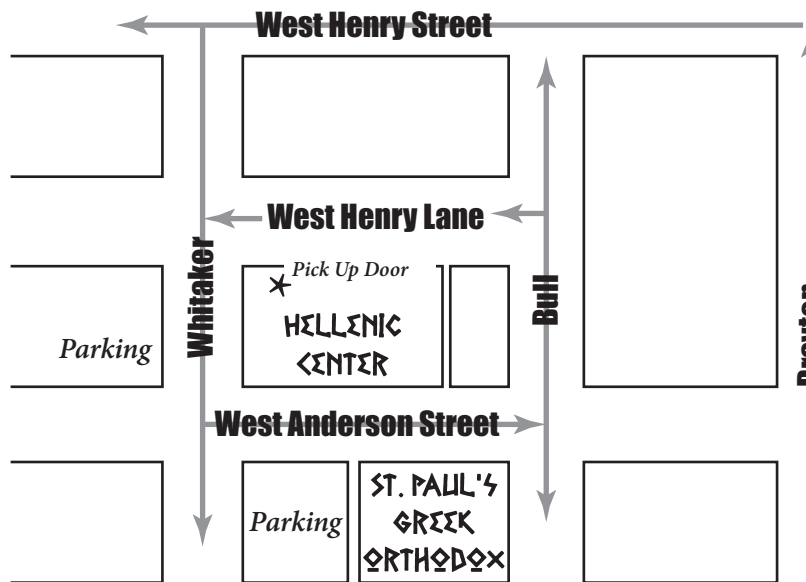 West Henry Street
West Henry Lane
Whitaker
Bull
Pick Up Door
HELLENIC
CENTER
Parking
West Anderson Street
Parking
ST. PAUL'S
GREEK
ORTHODOX